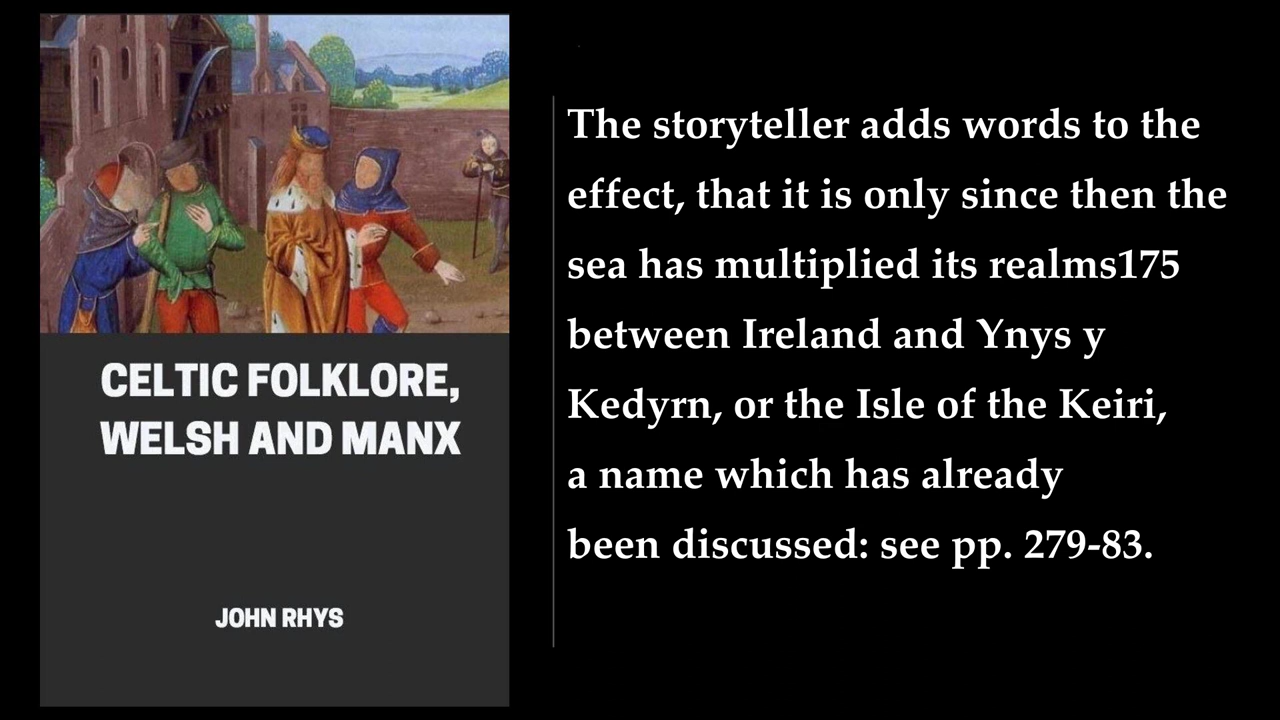 CELTIC FOLKLORE,
WELSH AND MANX
JOHN RHYS
The storyteller adds words to the
effect, that it is only since then the
sea has multiplied its realms175
between Ireland and Ynys y
Kedyrn, or the Isle of the Keiri,
a name which has already
been discussed: see pp. 279-83.